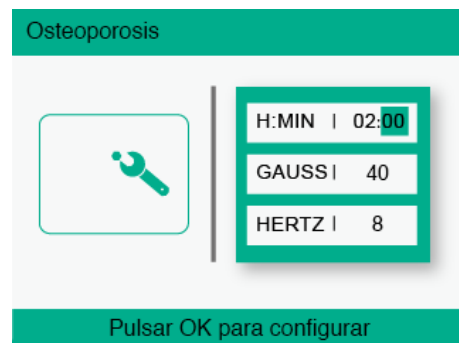 Osteoporosis
H:MIN | 02:00
GAUSS | 40
HERTZ | 8
Pulsar OK para configurar